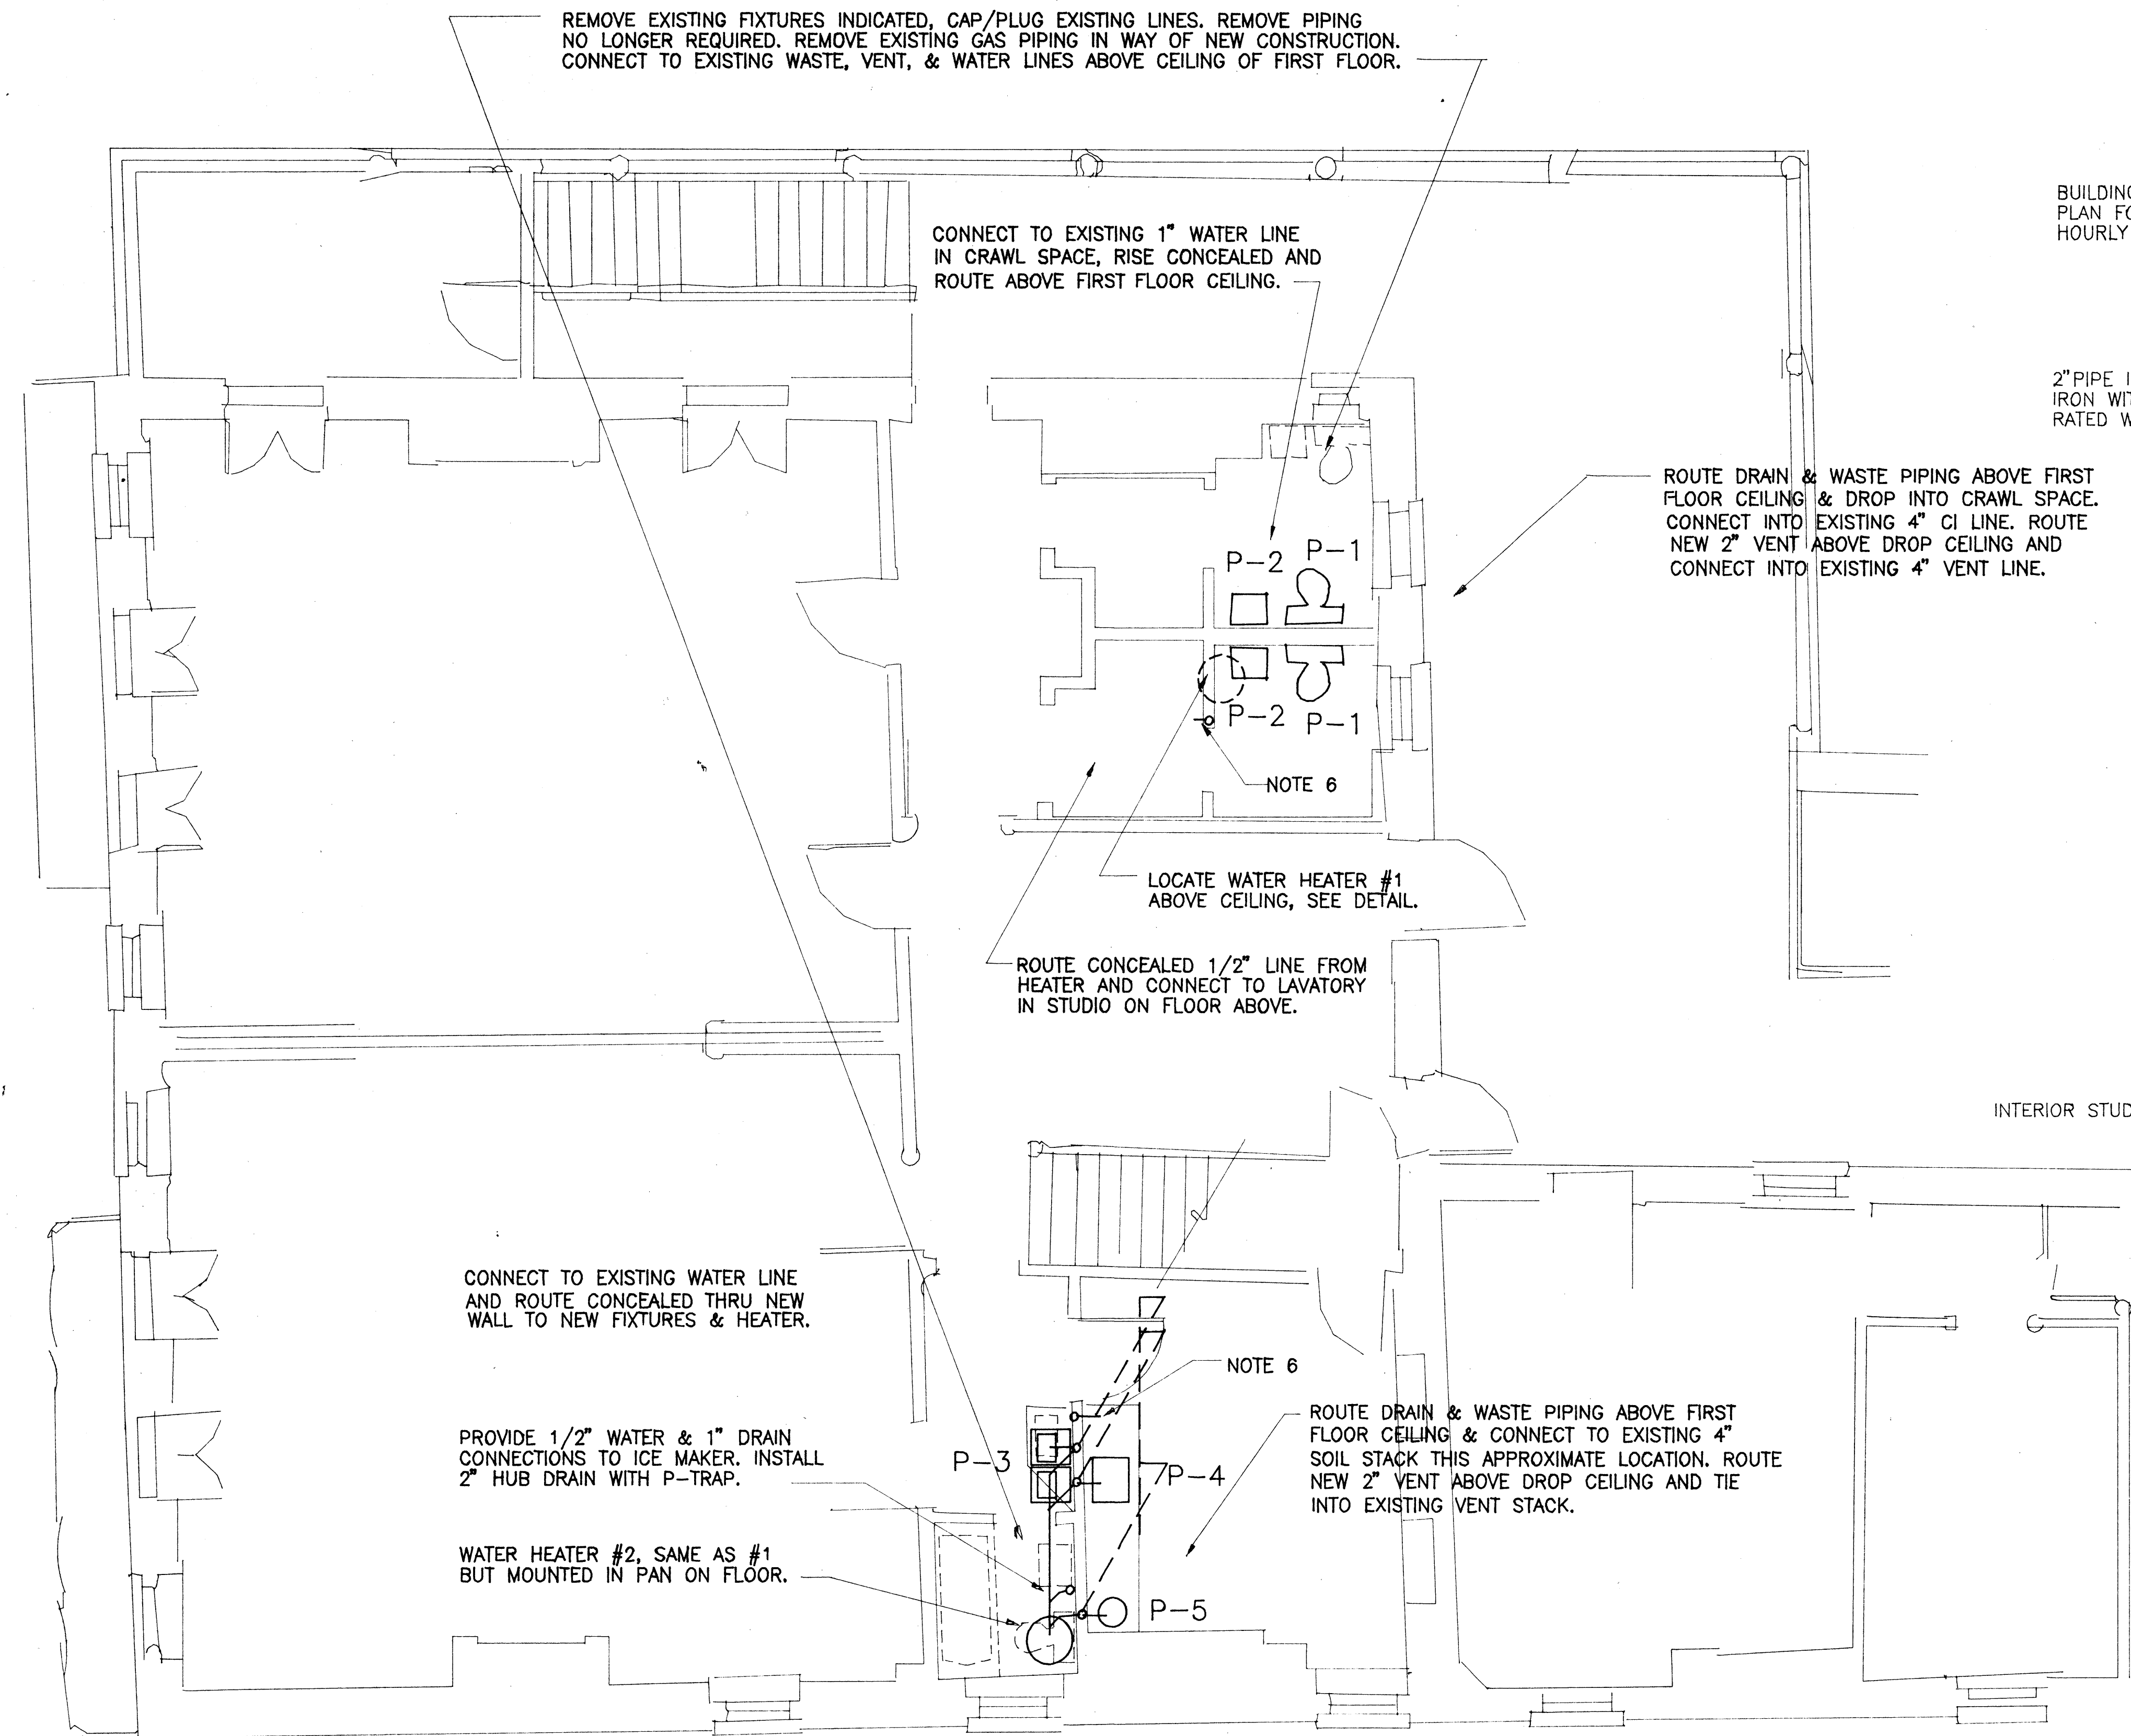 REMOVE EXISTING FIXTURES INDICATED, CAP/PLUG EXISTING LINES. REMOVE PIPING
NO LONGER REQUIRED. REMOVE EXISTING GAS PIPING IN WAY OF NEW CONSTRUCTION.
CONNECT TO EXISTING WASTE, VENT, & WATER LINES ABOVE CEILING OF FIRST FLOOR.
CONNECT TO EXISTING 1" WATER LINE
IN CRAWL SPACE, RISE CONCEALED AND
ROUTE ABOVE FIRST FLOOR CEILING.
PLAN
HOURLY
2" PIPE
IRON
RATED
ROUTE DRAIN & WASTE PIPING ABOVE FIRST
FLOOR CEILING & DROP INTO CRAWL SPACE.
CONNECT INTO EXISTING 4" CI LINE. ROUTE
NEW 2" VENT ABOVE DROP CEILING AND
CONNECT INTO EXISTING 4" VENT LINE.
P-2 P-1
P-2 P-1
NOTE 6
LOCATE WATER HEATER #1
ABOVE CEILING, SEE DETAIL.
ROUTE CONCEALED 1/2" LINE FROM
HEATER AND CONNECT TO LAVATORY
IN STUDIO ON FLOOR ABOVE.
INTERIOR STUD
CONNECT TO EXISTING WATER LINE
AND ROUTE CONCEALED THRU NEW
WALL TO NEW FIXTURES & HEATER.
NOTE 6
PROVIDE 1/2" WATER & 1" DRAIN
CONNECTIONS TO ICE MAKER. INSTALL
2" HUB DRAIN WITH P-TRAP.
P-3
P-4
ROUTE DRAIN & WASTE PIPING ABOVE FIRST
FLOOR CEILING & CONNECT TO EXISTING 4"
SOIL STACK THIS APPROXIMATE LOCATION. ROUTE
NEW 2" VENT ABOVE DROP CEILING AND TIE
INTO EXISTING VENT STACK.
WATER HEATER #2, SAME AS #1
BUT MOUNTED IN PAN ON FLOOR.
P-5